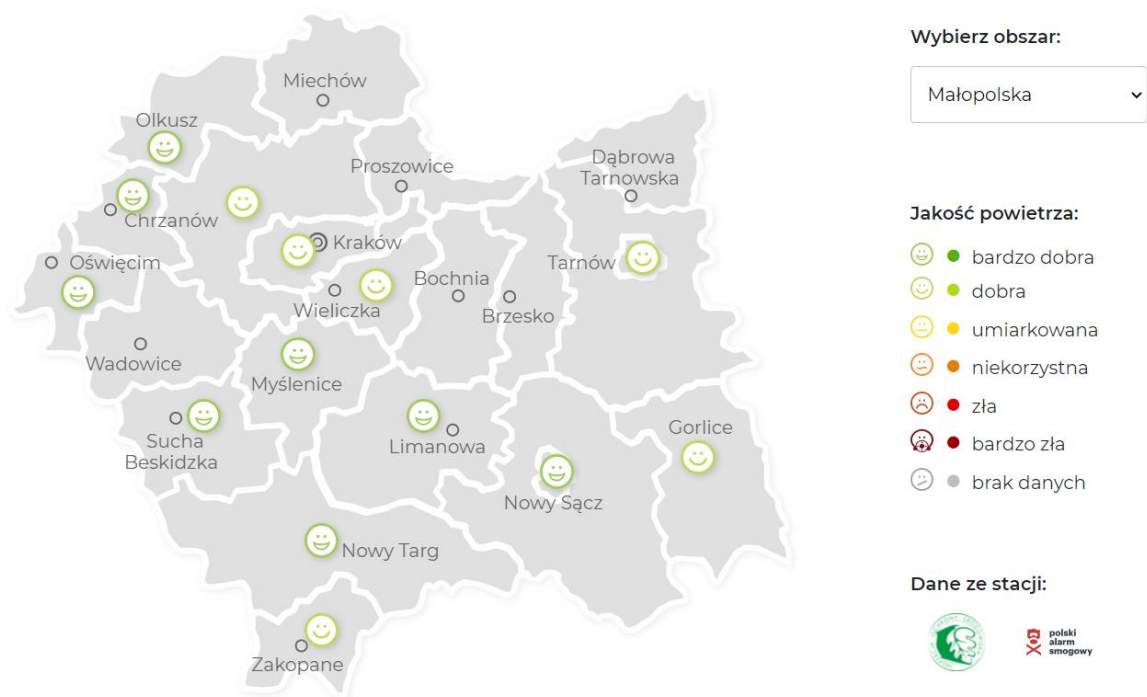 Miechów
Olkusz
Proszowice
Dąbrowa
Tarnowska
Chrzanów
Kraków
Oświęcim
Bochnia
Tarnów
Wieliczka
Brzesko
Wadowice
Myślenice
Sucha
Beskidzka
Limanowa
Gorlice
Nowy Sącz
Nowy Targ
Zakopane
Wybierz obszar:
Małopolska
Jakość powietrza:
bardzo dobra
dobra
umiarkowana
niekorzystna
zła
bardzo zła
brak danych
Dane ze stacji:
polski
alarm
smogowy